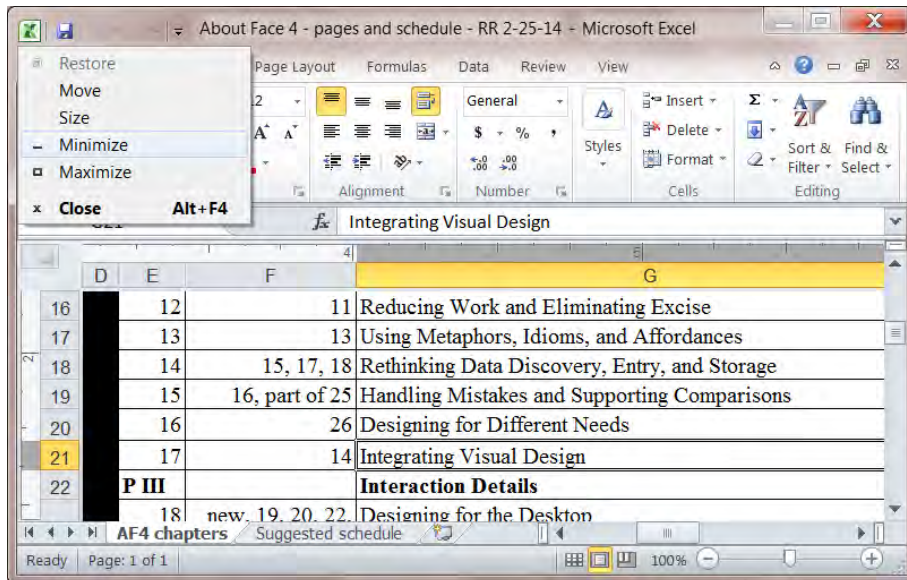 About Face 4 - pages and schedule - RR 2-25-14 - Microsoft Excel
Restore
Move
Size
Minimize
Maximize
Close Alt+F4
Page Layout Formulas Data Review View
General
Styles
Insert
Delete
Format
Sort & Filter
Find & Select
Alignment Number Cells Editing
fx Integrating Visual Design
D E F G
16 12 11 Reducing Work and Eliminating Excise
17 13 13 Using Metaphors, Idioms, and Affordances
18 14 15, 17, 18 Rethinking Data Discovery, Entry, and Storage
19 15 16, part of 25 Handling Mistakes and Supporting Comparisons
20 16 26 Designing for Different Needs
21 17 14 Integrating Visual Design
22 P III Interaction Details
18 new, 19, 20, 22, Designing for the Desktop
AF4 chapters Suggested schedule
Ready Page: 1 of 1 100%